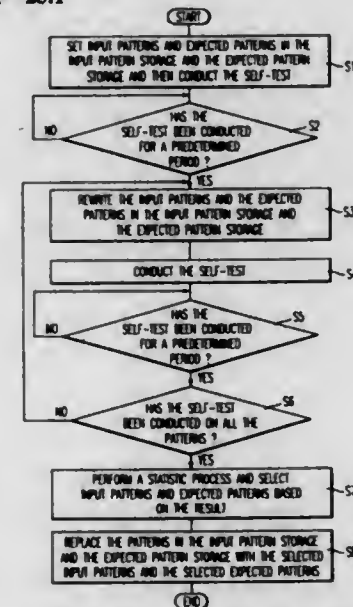 START
SET INPUT PATTERNS AND EXPECTED PATTERNS IN THE
INPUT PATTERN STORAGE AND THE EXPECTED PATTERN
STORAGE AND THEN CONDUCT THE SELF-TEST
S1
HAS THE
SELF-TEST BEEN CONDUCTED
FOR A PREDETERMINED
PERIOD ?
S2
NO
YES
REWRITE THE INPUT PATTERNS AND THE EXPECTED
PATTERNS IN THE INPUT PATTERN STORAGE AND
THE EXPECTED PATTERN STORAGE
S3
CONDUCT THE SELF-TEST
S4
HAS THE
SELF-TEST BEEN CONDUCTED
FOR A PREDETERMINED
PERIOD ?
S5
NO
YES
HAS THE SELF-TEST
BEEN CONDUCTED ON ALL THE
PATTERNS ?
S6
NO
YES
PERFORM A STATISTIC PROCESS AND SELECT
INPUT PATTERNS AND EXPECTED PATTERNS BASED
ON THE RESULT
S7
REPLACE THE PATTERNS IN THE INPUT PATTERN STORAGE
AND THE EXPECTED PATTERN STORAGE WITH THE SELECTED
INPUT PATTERNS AND THE SELECTED EXPECTED PATTERNS
END